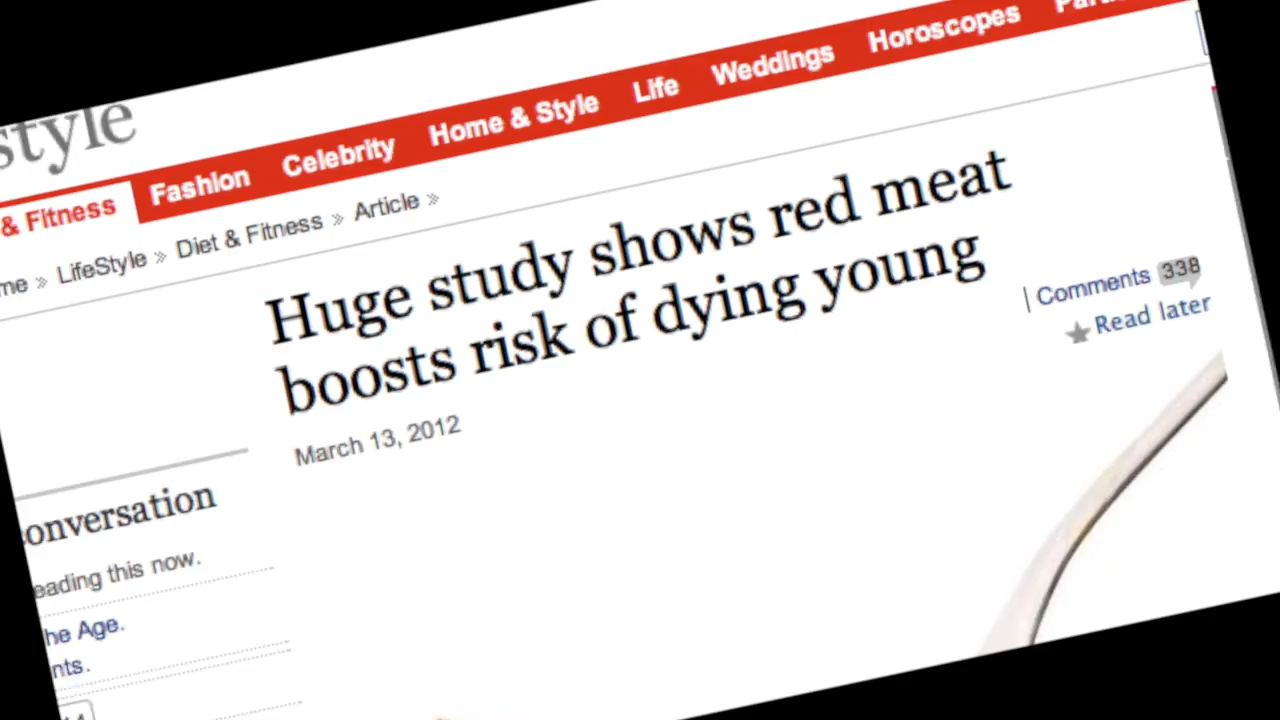 style
& Fitness Fashion Celebrity Home & Style Life Weddings Horoscopes
» LifeStyle » Diet & Fitness » Article »
Huge study shows red meat
boosts risk of dying young
Comments 338
Read later
March 13, 2012
onversation
eading this now.
he Age.
nts.